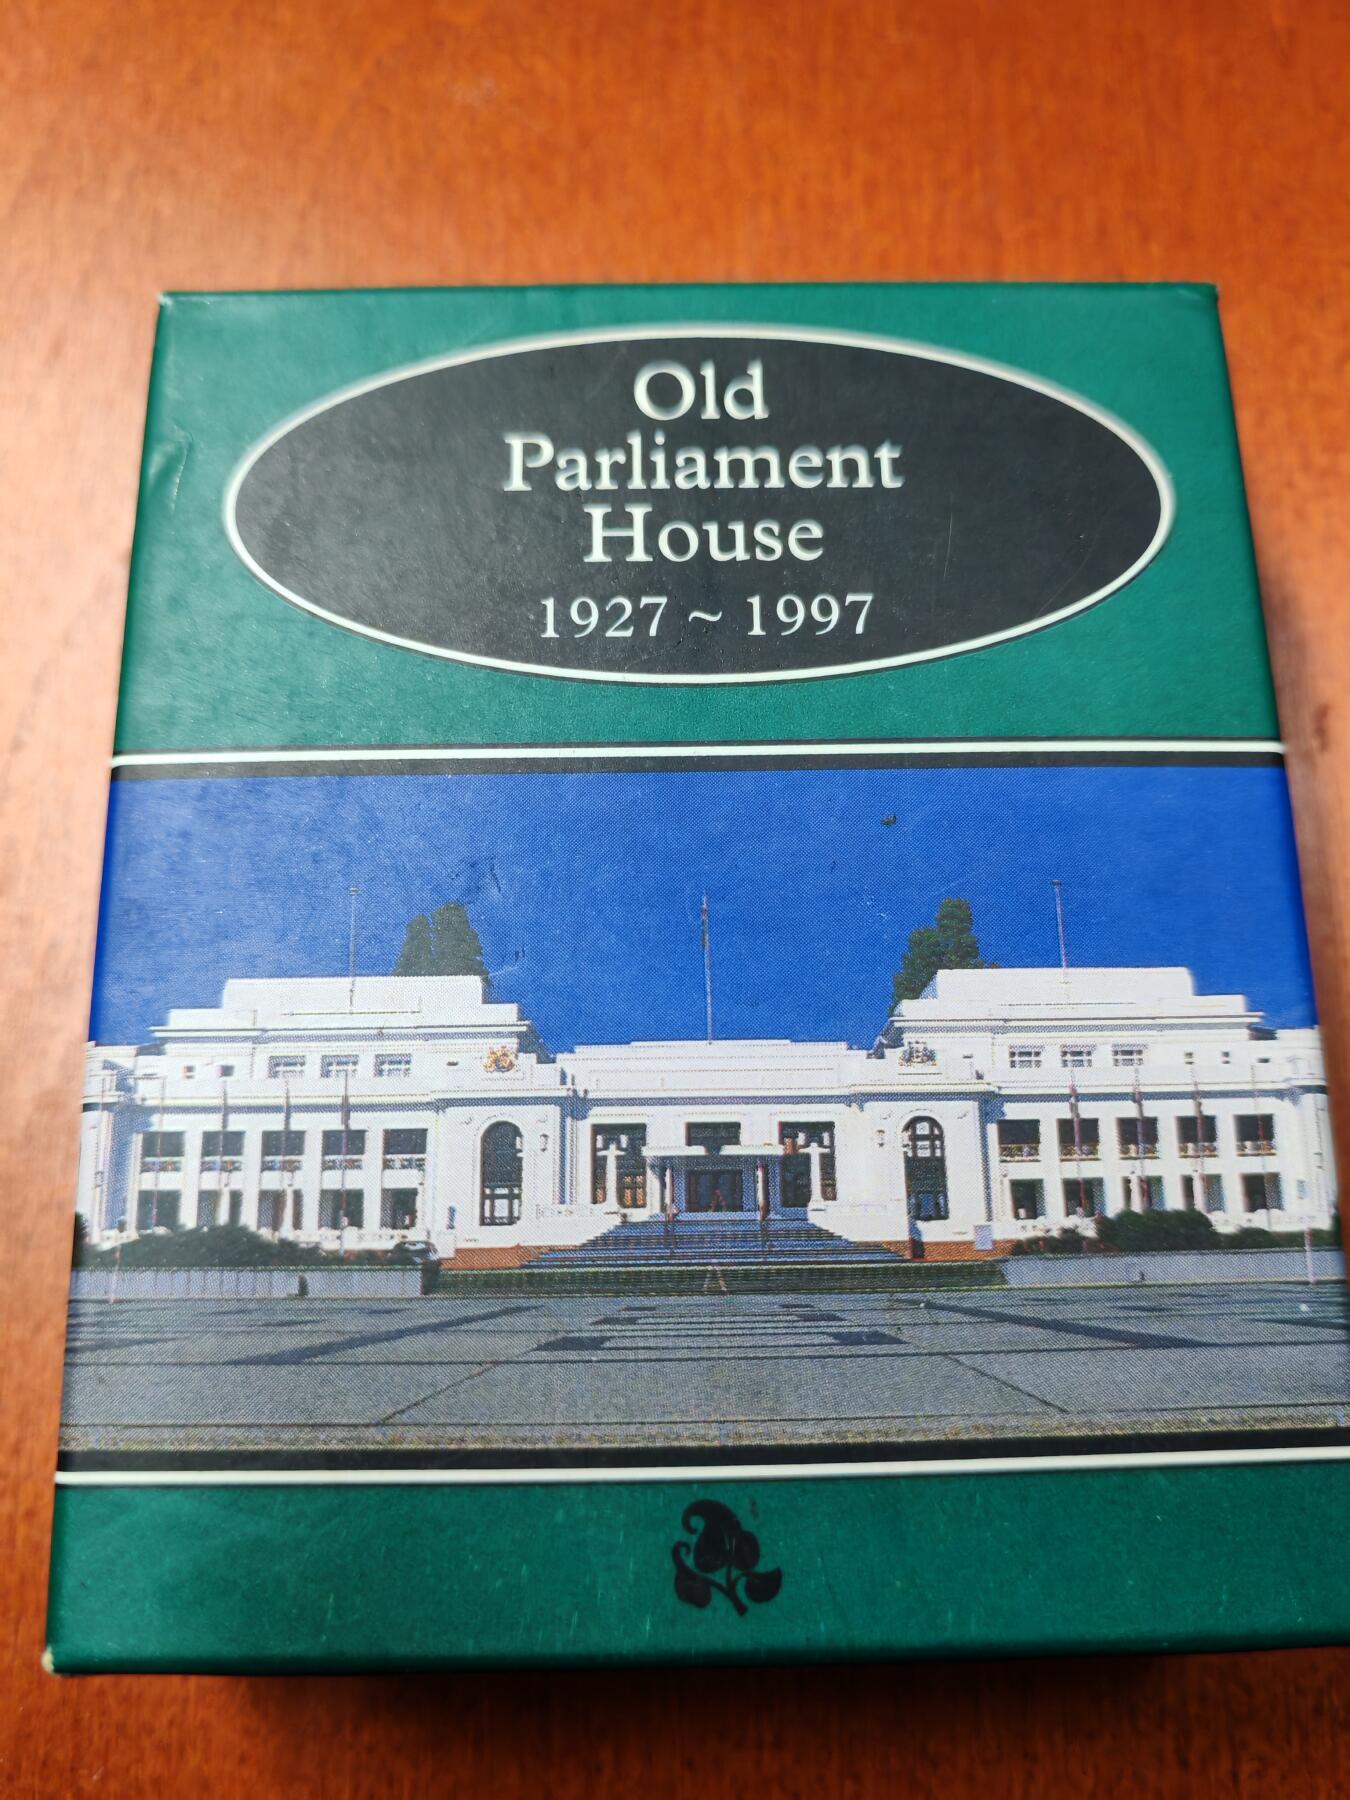 Old
Parliament
House
1927 ~ 1997